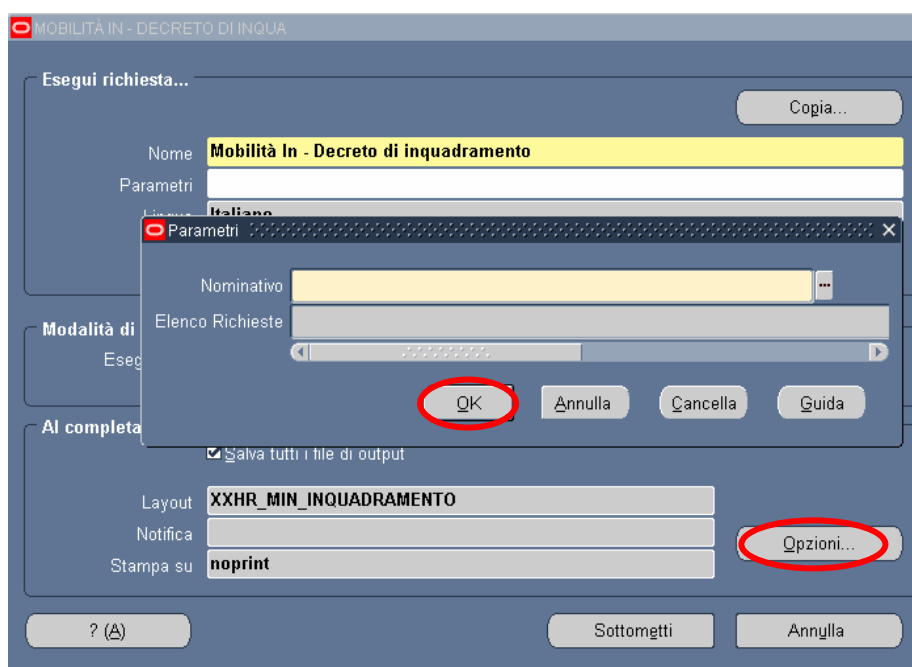 MOBILITÀ IN - DECRETO DI INQUA
Esegui richiesta...
Copia...
Nome Mobilità In - Decreto di inquadramento
Parametri
Lingua Italiano
Parametri
Nominativo ...
Elenco Richieste
Modalità di
Eseg
OK Annulla Cancella Guida
Al completa
Salva tutti i file di output
Layout XXHR_MIN_INQUADRAMENTO
Notifica
Opzioni...
Stampa su noprint
? (A) Sottometti Annulla